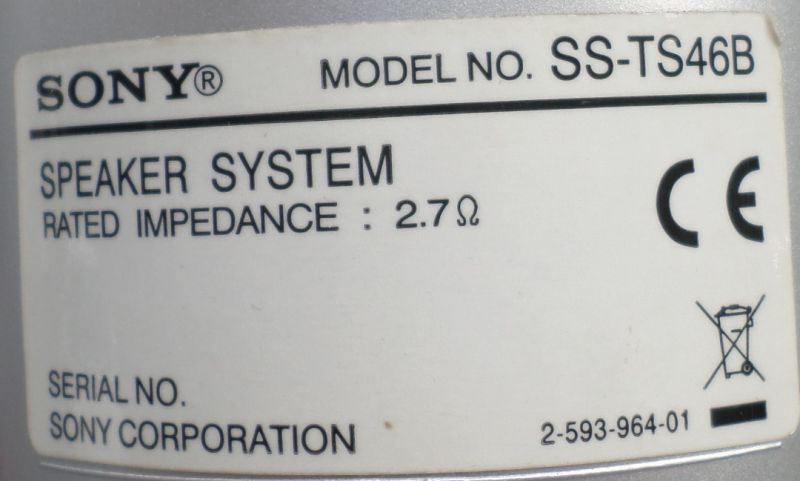 SONY® MODEL NO. SS-TS46B
SPEAKER SYSTEM
RATED IMPEDANCE : 2.7Ω
CE
SERIAL NO.
SONY CORPORATION
2-593-964-01